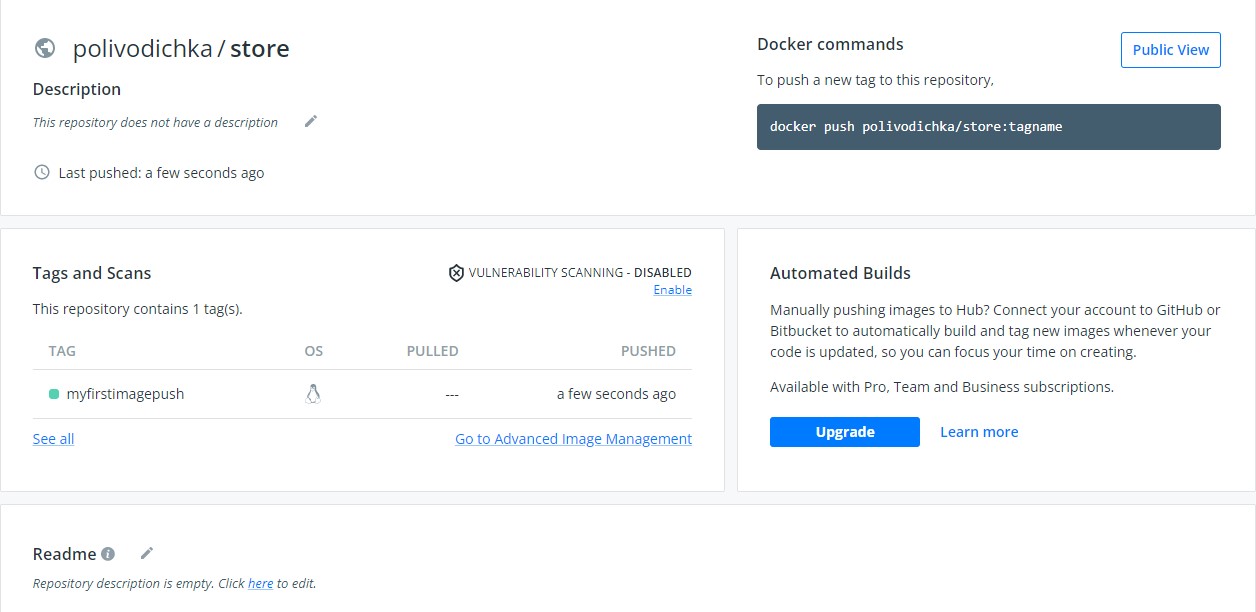 polivodichka / store
Description
This repository does not have a description
Last pushed: a few seconds ago
Docker commands
Public View
To push a new tag to this repository,
docker push polivodichka/store:tagname
Tags and Scans
VULNERABILITY SCANNING - DISABLED
Enable
This repository contains 1 tag(s).
TAG OS PULLED PUSHED
myfirstimagepush --- a few seconds ago
See all Go to Advanced Image Management
Automated Builds
Manually pushing images to Hub? Connect your account to GitHub or
Bitbucket to automatically build and tag new images whenever your
code is updated, so you can focus your time on creating.
Available with Pro, Team and Business subscriptions.
Upgrade Learn more
Readme
Repository description is empty. Click here to edit.